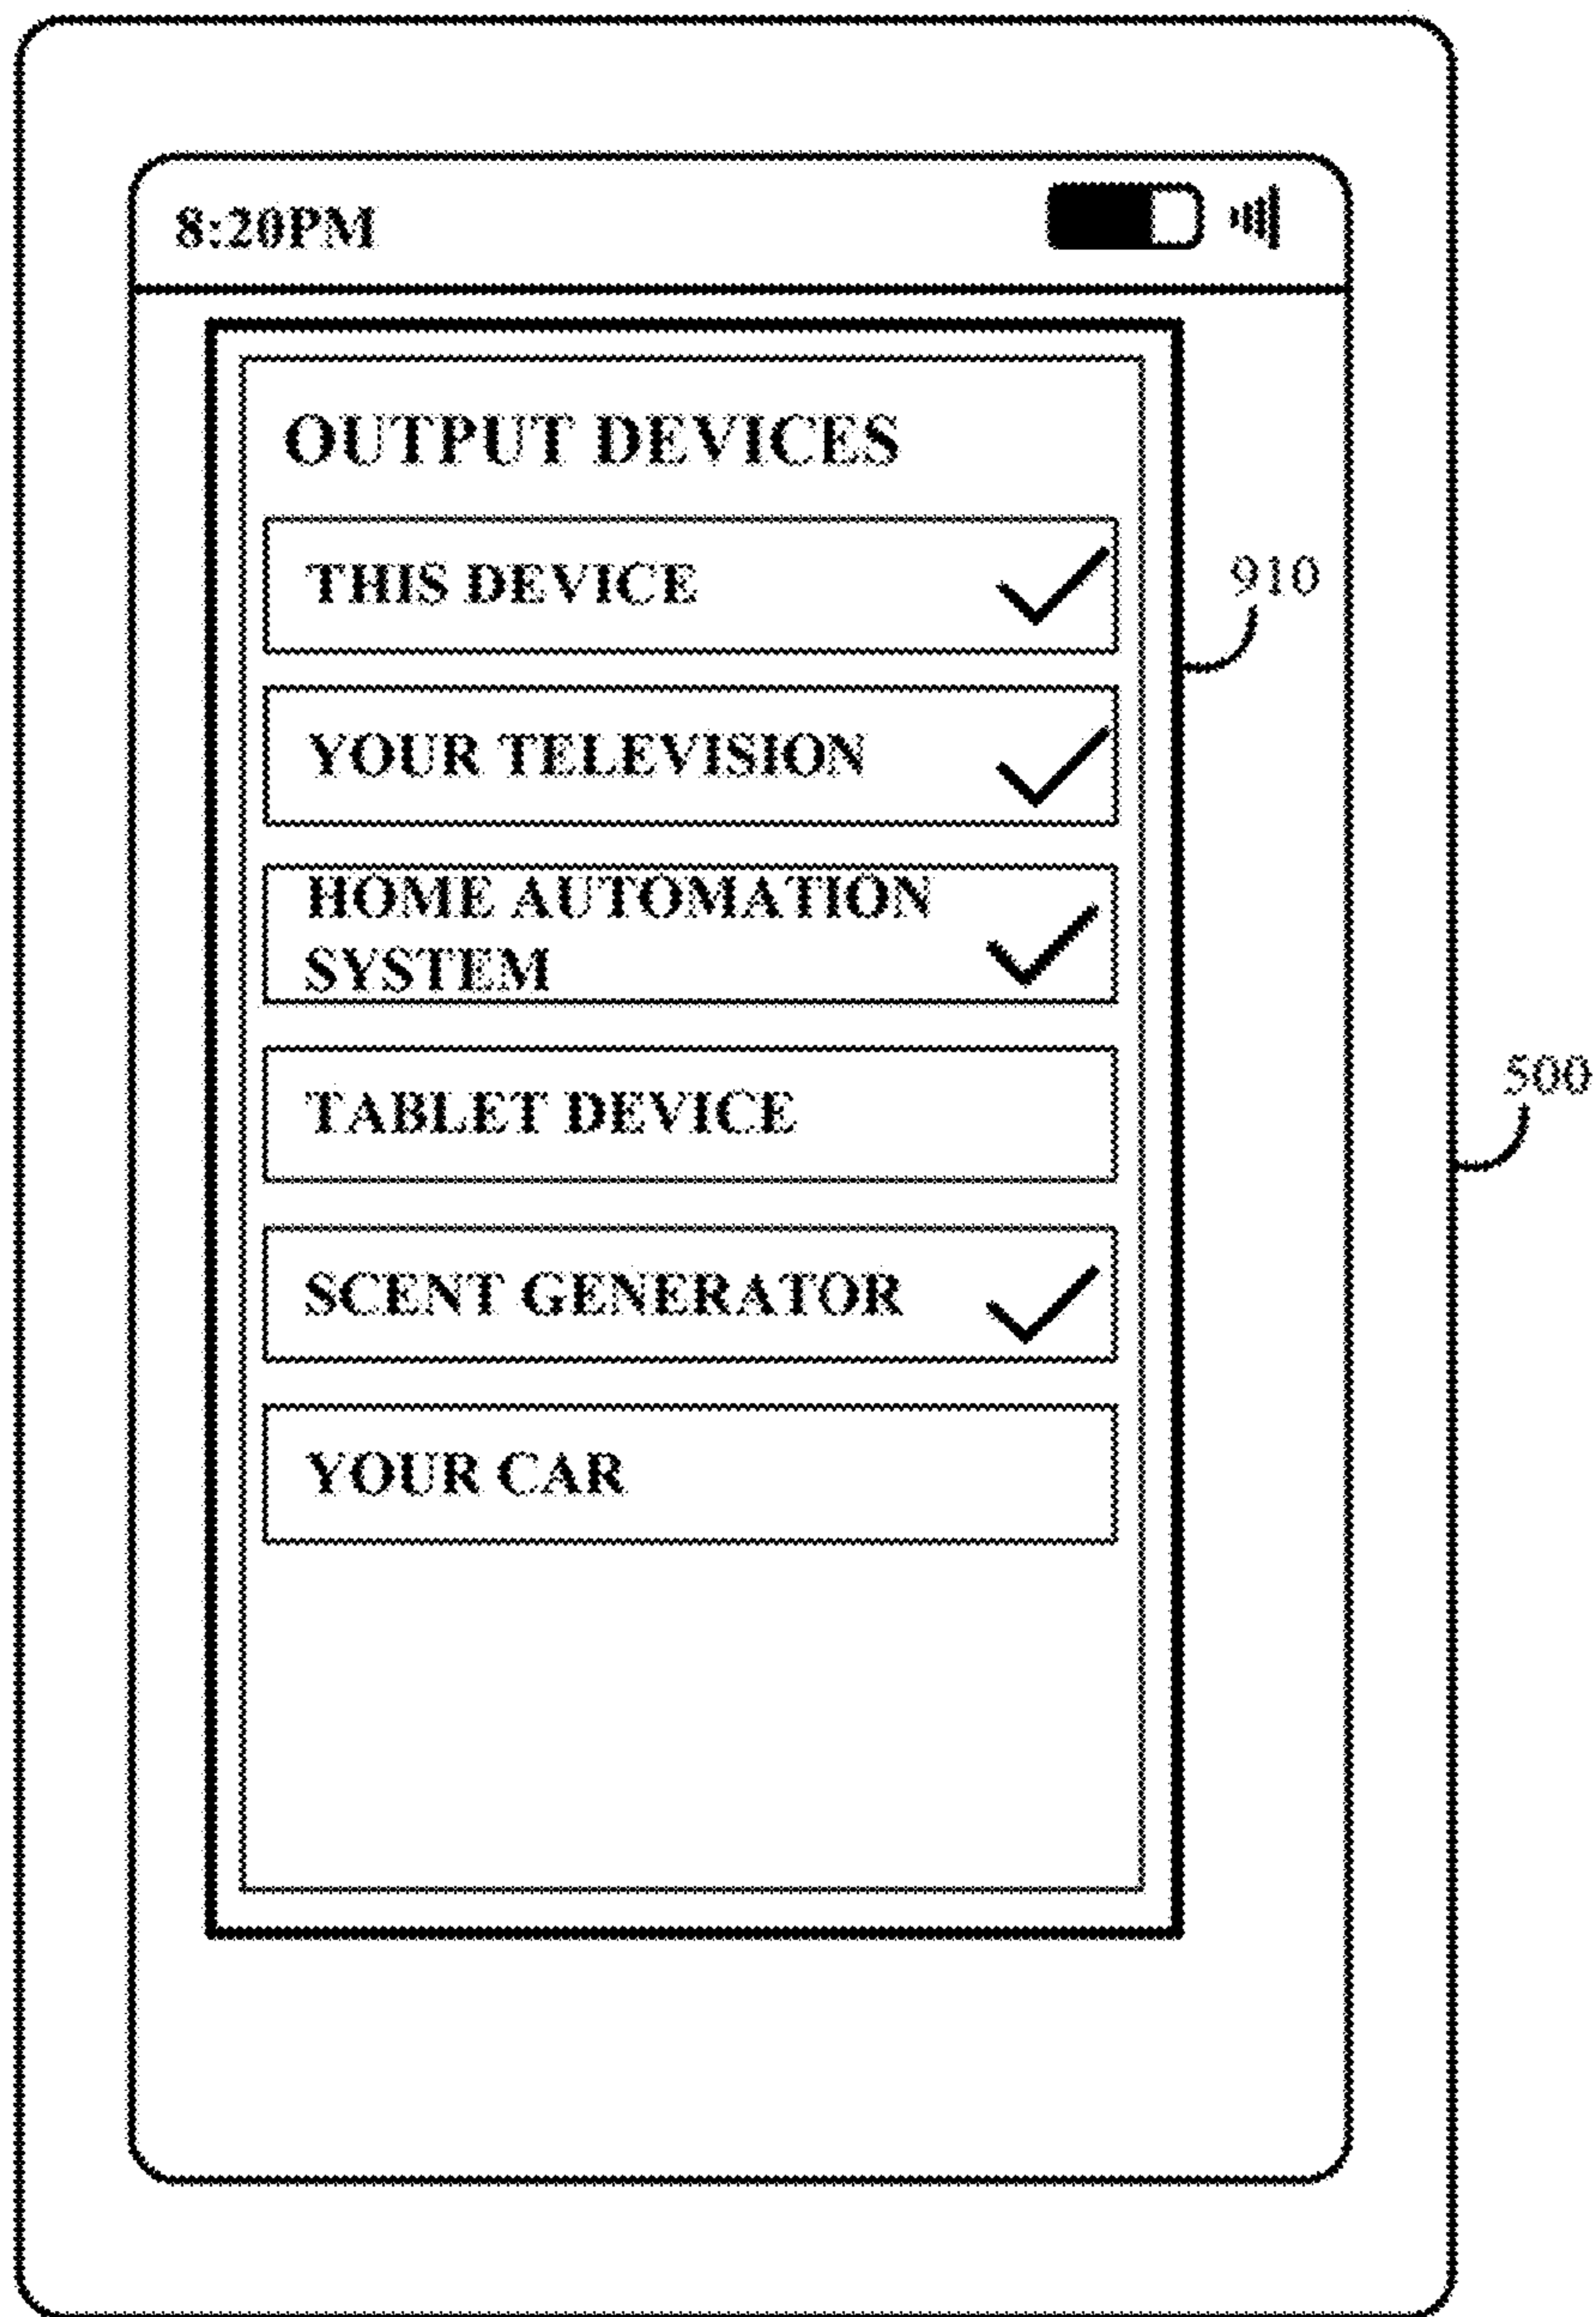 8:20PM
OUTPUT DEVICES
THIS DEVICE
910
YOUR TELEVISION
HOME AUTOMATION
SYSTEM
500
TABLET DEVICE
SCENT GENERATOR
YOUR CAR